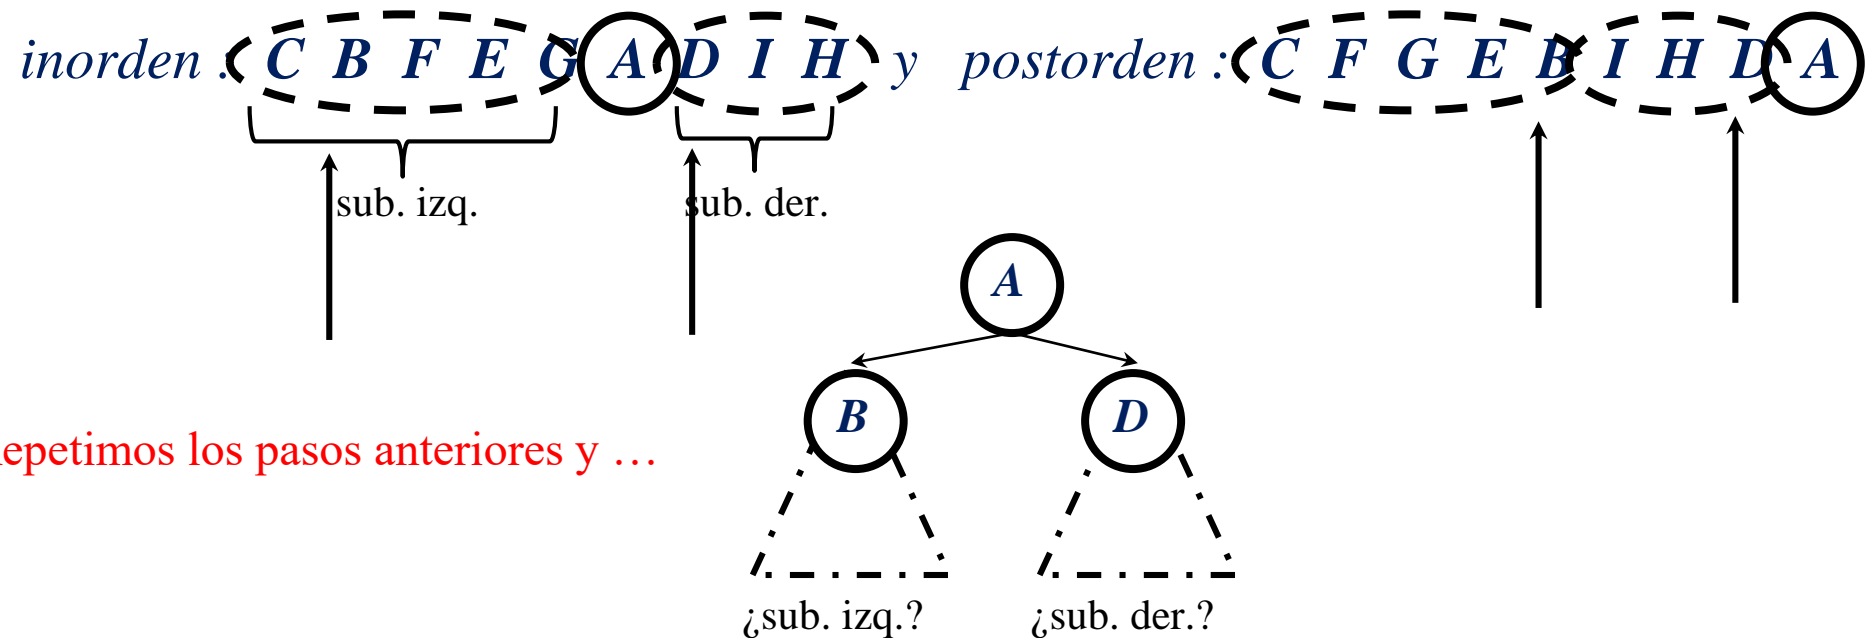 inorden : C B F E G A D I H y postorden : C F G E B I H D A
sub. izq. sub. der.
A
B D
epetimos los pasos anteriores y …
¿sub. izq.? ¿sub. der.?